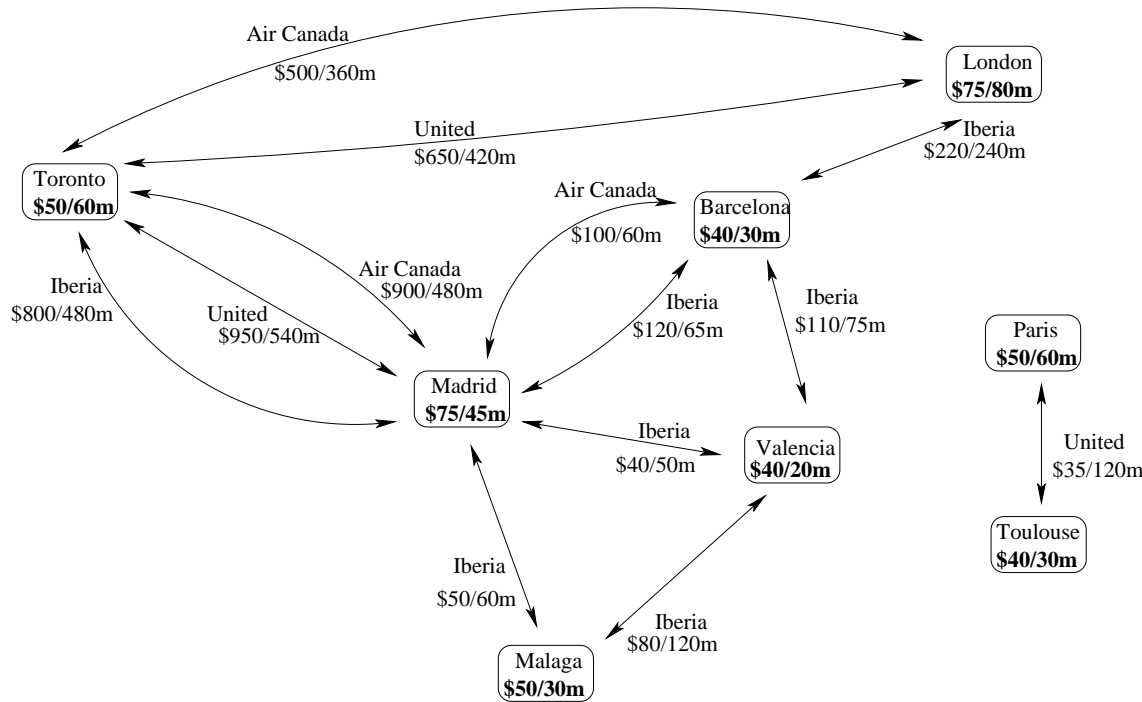 Air Canada
$500/360m
London
$75/80m
United
$650/420m
Iberia
$220/240m
Toronto
$50/60m
Air Canada
$100/60m
Barcelona
$40/30m
Air Canada
$900/480m
Iberia
$800/480m
United
$950/540m
Iberia
$120/65m
Iberia
$110/75m
Paris
$50/60m
Madrid
$75/45m
Iberia
$40/50m
Valencia
$40/20m
United
$35/120m
Toulouse
$40/30m
Iberia
$50/60m
Iberia
$80/120m
Malaga
$50/30m